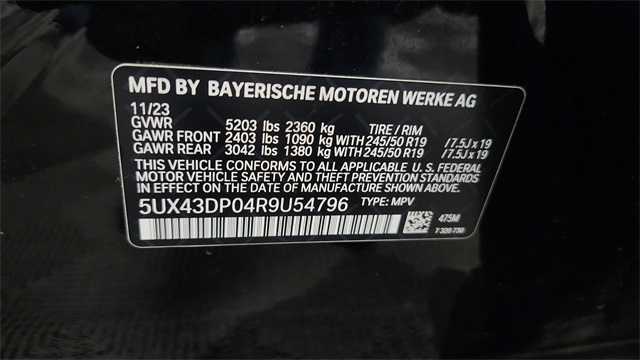 MFD BY BAYERISCHE MOTOREN WERKE AG
11/23
GVWR 5203 lbs 2360 kg TIRE / RIM
GAWR FRONT 2403 lbs 1090 kg WITH 245/50 R19 / 7.5J x 19
GAWR REAR 3042 lbs 1380 kg WITH 245/50 R19 / 7.5J x 19
THIS VEHICLE CONFORMS TO ALL APPLICABLE U. S. FEDERAL
MOTOR VEHICLE SAFETY AND THEFT PREVENTION STANDARDS
IN EFFECT ON THE DATE OF MANUFACTURE SHOWN ABOVE.
5UX43DP04R9U54796 TYPE: MPV
475M
7 320 730